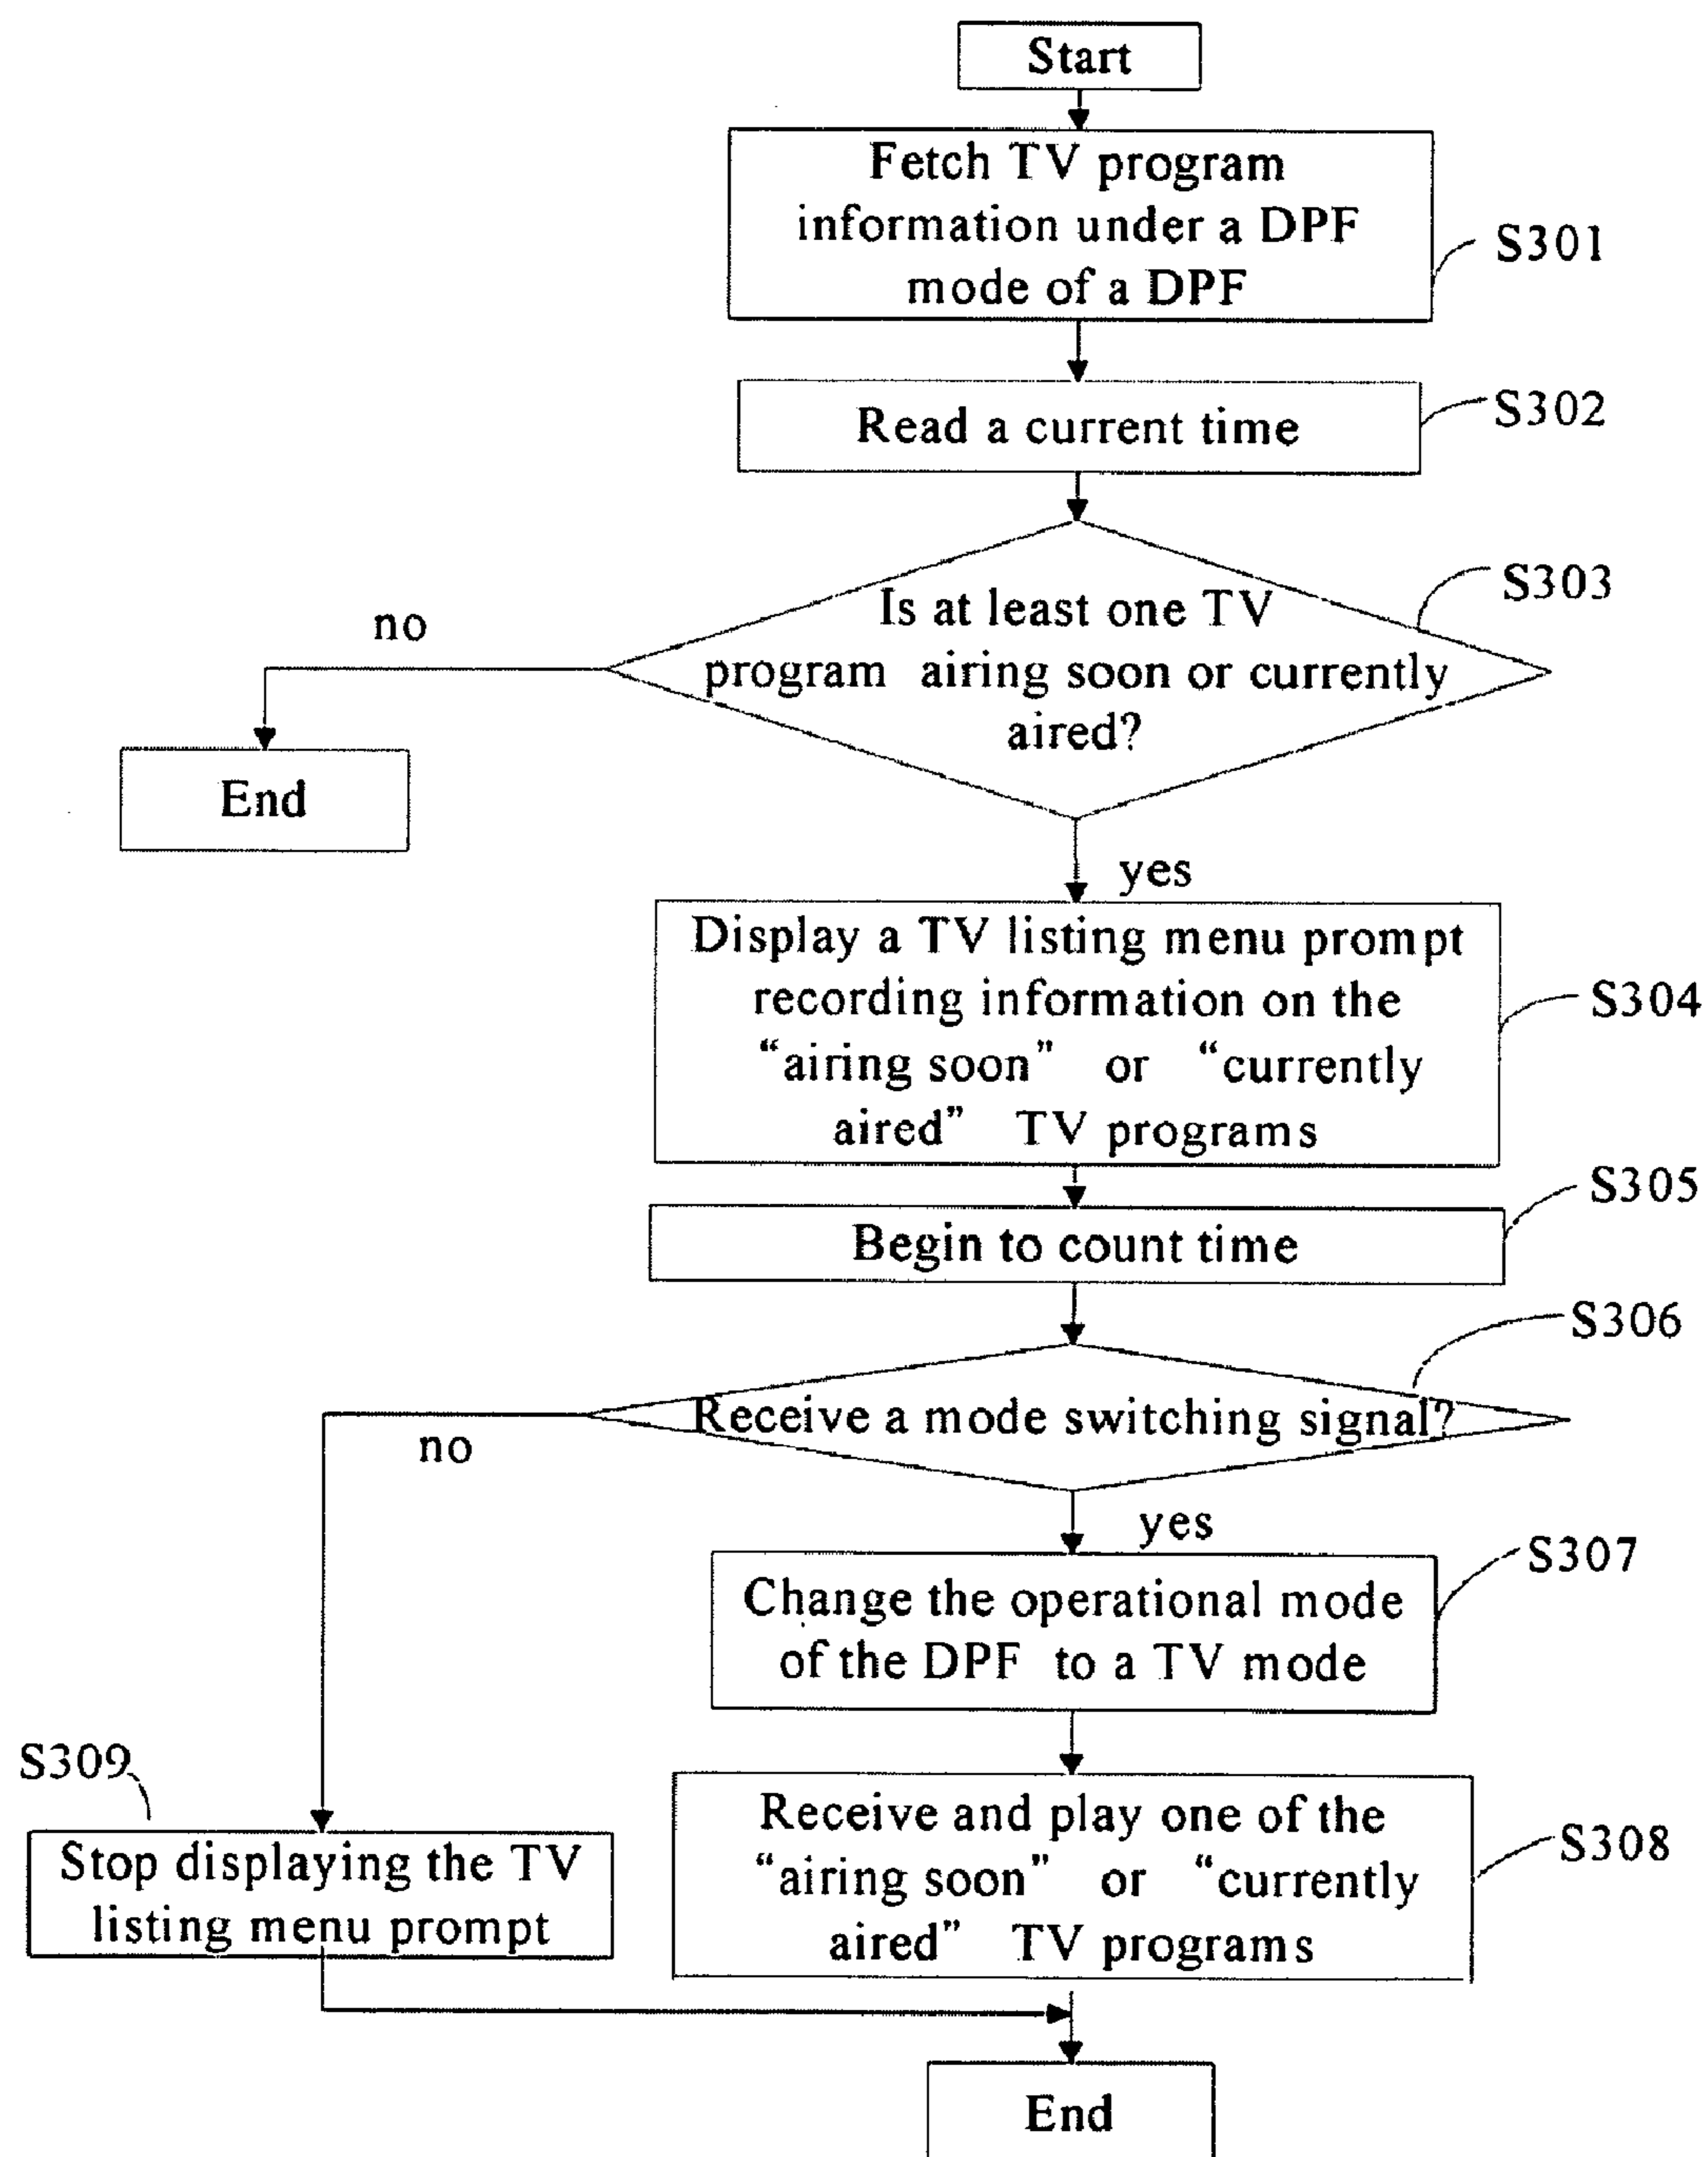 Start
Fetch TV program
information under a DPF
mode of a DPF
S301
Read a current time
S302
Is at least one TV
program airing soon or currently
aired?
S303
no
End
yes
Display a TV listing menu prompt
recording information on the
“airing soon” or “currently
aired” TV programs
S304
Begin to count time
S305
Receive a mode switching signal?
S306
no
yes
Change the operational mode
of the DPF to a TV mode
S307
S309
Stop displaying the TV
listing menu prompt
Receive and play one of the
“airing soon” or “currently
aired” TV programs
S308
End